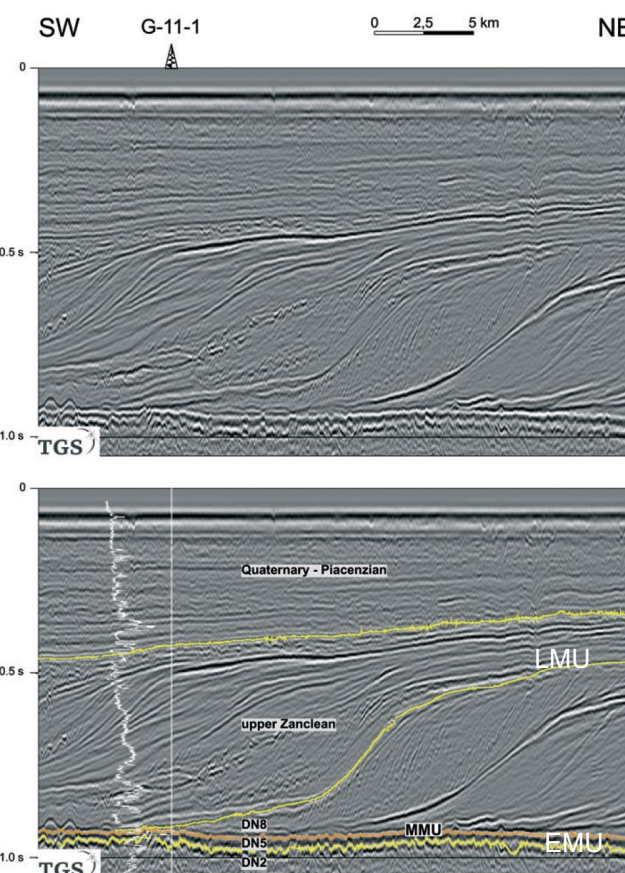 SW G-11-1 0 2,5 5 km NE
0
0.5 s
1.0 s
TGS
0
Quaternary - Piacenzian
LMU
0.5 s
upper Zanclean
DN8
MMU
DN5
EMU
1.0 s
DN2
TGS